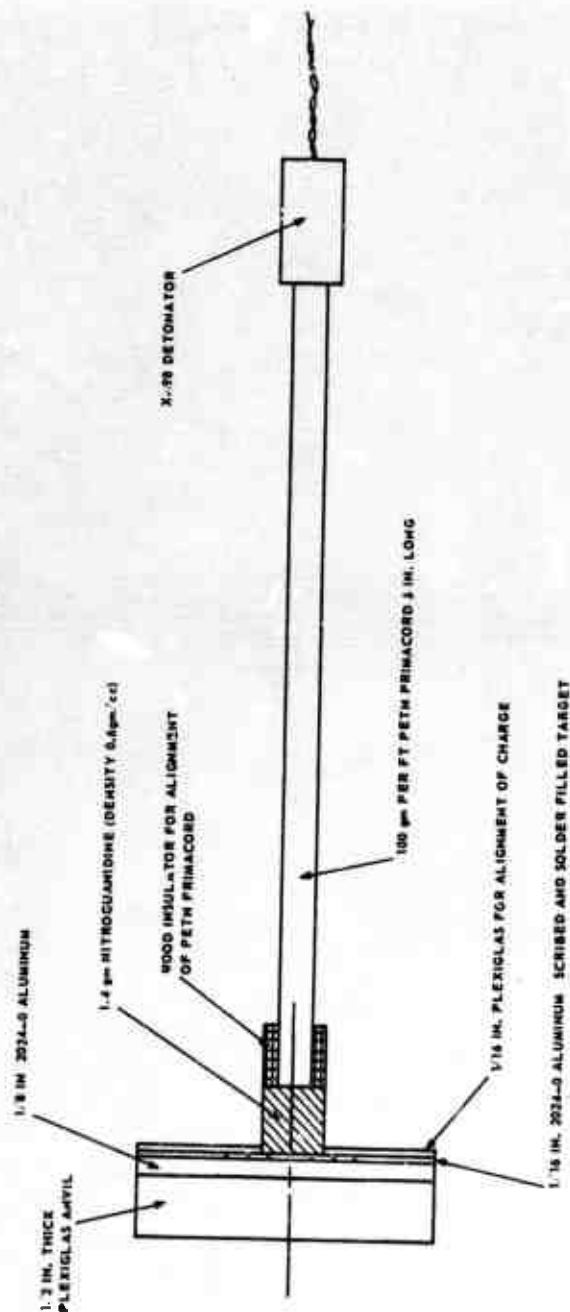 1/2 IN. THICK
PLEXIGLAS ANVIL
1/8 IN 2024-0 ALUMINUM
1.4 gm NITROGUANIDINE (DENSITY 0.6gm/cc)
WOOD INSULATOR FOR ALIGNMENT
OF PETN PRIMACORD
DETONATOR
100 gm PER FT PETN PRIMACORD IN. LONG
1/16 IN. PLEXIGLAS FOR ALIGNMENT OF CHARGE
1/16 IN. 2024-0 ALUMINUM SCRIBED AND SOLDER FILLED TARGET